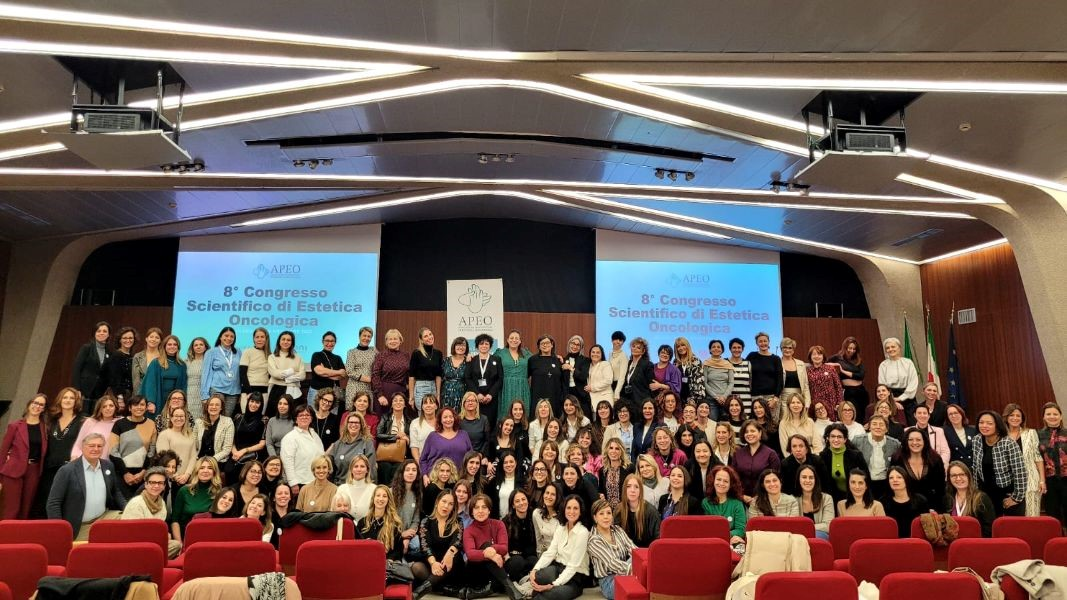 APEO
8° Congresso
Scientifico di Estetica
Oncologica
APEO
APEO
8° Congresso
Scientifico di Estetica
Oncologica